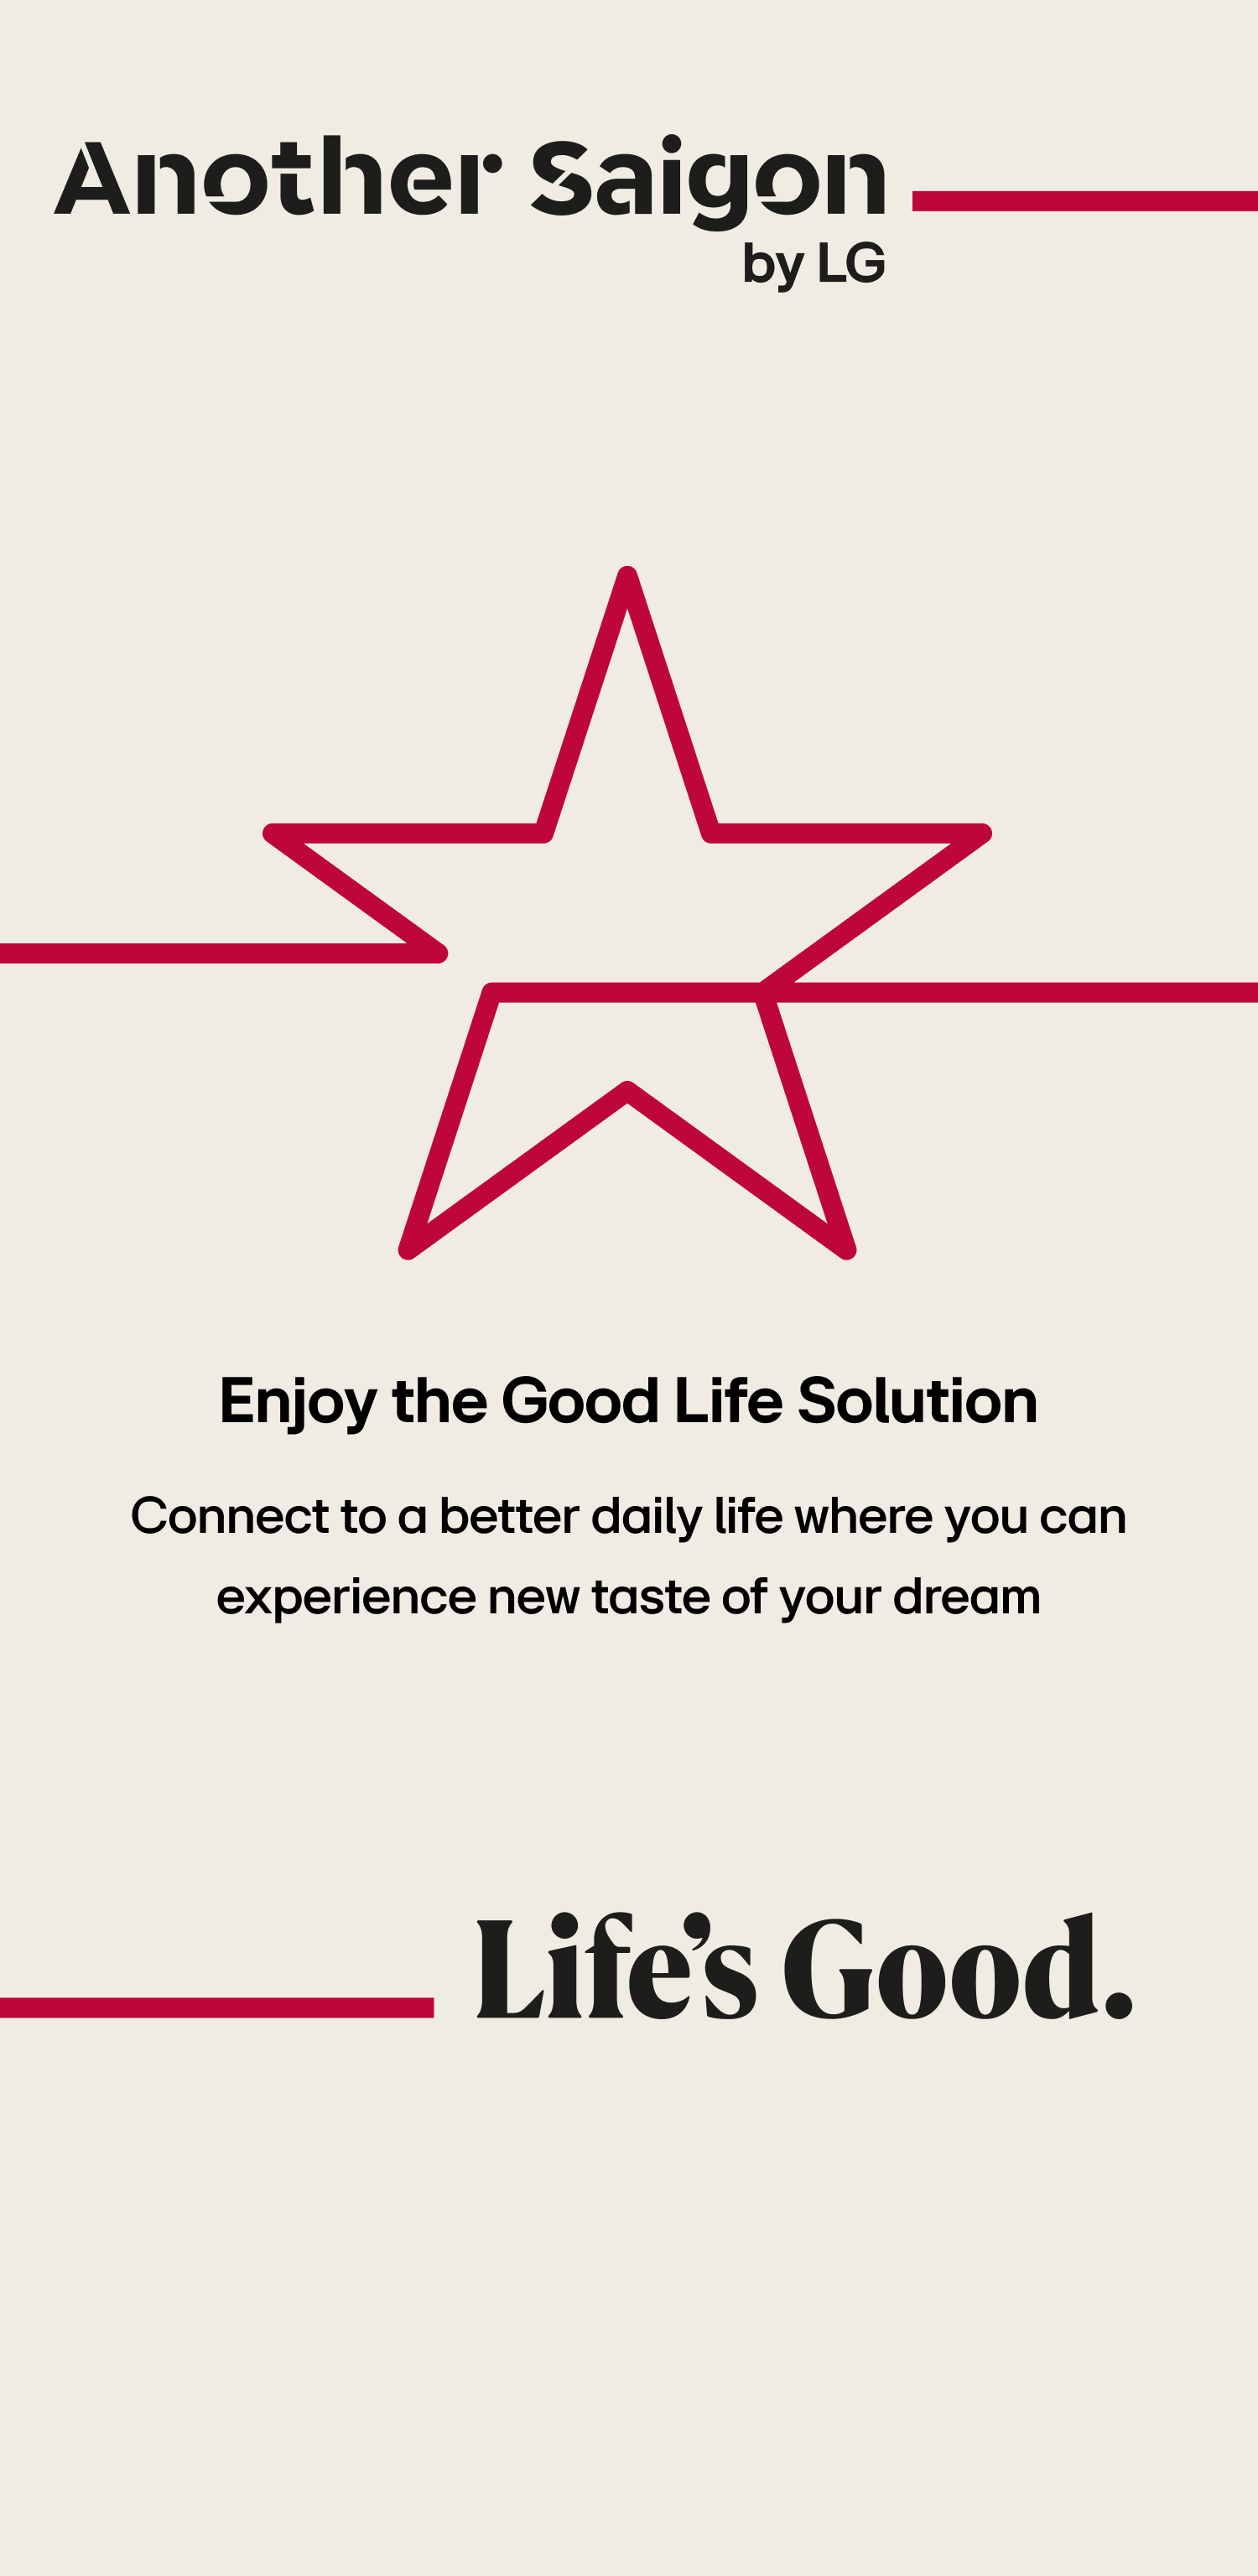 Another Saigon
by LG
Enjoy the Good Life Solution
Connect to a better daily life where you can
experience new taste of your dream
Life’s Good.